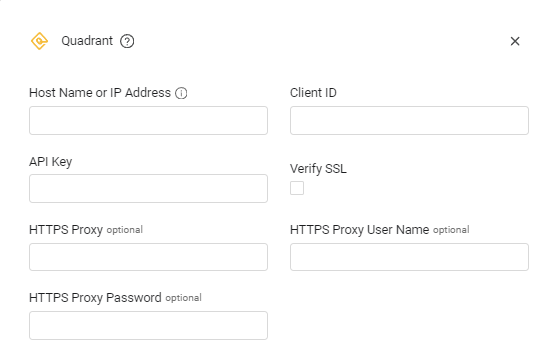 Quadrant
Host Name or IP Address
Client ID
API Key
Verify SSL
HTTPS Proxy optional
HTTPS Proxy User Name optional
HTTPS Proxy Password optional